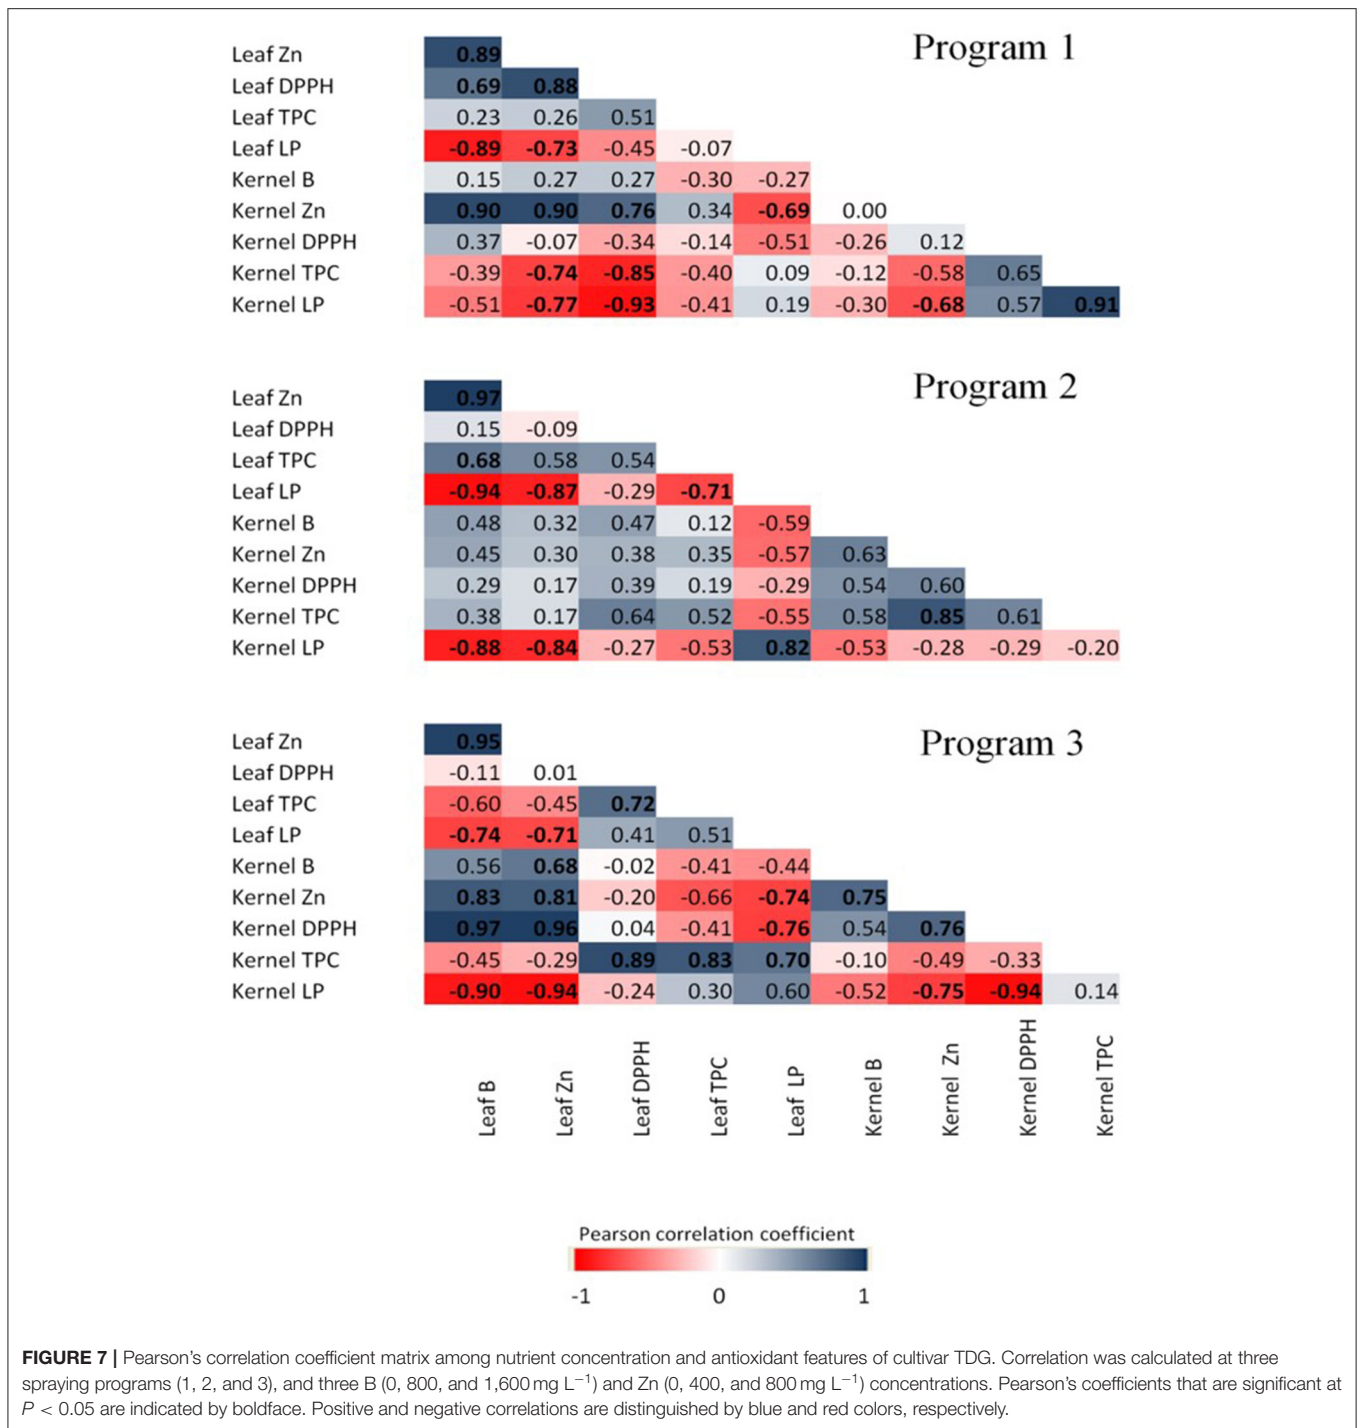 Program 1
Leaf Zn 0.89
Leaf DPPH 0.69 0.88
Leaf TPC 0.23 0.26 0.51
Leaf LP -0.89 -0.73 -0.45 -0.07
Kernel B 0.15 0.27 0.27 -0.30 -0.27
Kernel Zn 0.90 0.90 0.76 0.34 -0.69 0.00
Kernel DPPH 0.37 -0.07 -0.34 -0.14 -0.51 -0.26 0.12
Kernel TPC -0.39 -0.74 -0.85 -0.40 0.09 -0.12 -0.58 0.65
Kernel LP -0.51 -0.77 -0.93 -0.41 0.19 -0.30 -0.68 0.57 0.91
Program 2
Leaf Zn 0.97
Leaf DPPH 0.15 -0.09
Leaf TPC 0.68 0.58 0.54
Leaf LP -0.94 -0.87 -0.29 -0.71
Kernel B 0.48 0.32 0.47 0.12 -0.59
Kernel Zn 0.45 0.30 0.38 0.35 -0.57 0.63
Kernel DPPH 0.29 0.17 0.39 0.19 -0.29 0.54 0.60
Kernel TPC 0.38 0.17 0.64 0.52 -0.55 0.58 0.85 0.61
Kernel LP -0.88 -0.84 -0.27 -0.53 0.82 -0.53 -0.28 -0.29 -0.20
Program 3
Leaf Zn 0.95
Leaf DPPH -0.11 0.01
Leaf TPC -0.60 -0.45 0.72
Leaf LP -0.74 -0.71 0.41 0.51
Kernel B 0.56 0.68 -0.02 -0.41 -0.44
Kernel Zn 0.83 0.81 -0.20 -0.66 -0.74 0.75
Kernel DPPH 0.97 0.96 0.04 -0.41 -0.76 0.54 0.76
Kernel TPC -0.45 -0.29 0.89 0.83 0.70 -0.10 -0.49 -0.33
Kernel LP -0.90 -0.94 -0.24 0.30 0.60 -0.52 -0.75 -0.94 0.14
Leaf B
Leaf Zn
Leaf DPPH
Leaf TPC
Leaf LP
Kernel B
Kernel Zn
Kernel DPPH
Kernel TPC
Pearson correlation coefficient
-1 0 1
FIGURE 7 | Pearson's correlation coefficient matrix among nutrient concentration and antioxidant features of cultivar TDG. Correlation was calculated at three
spraying programs (1, 2, and 3), and three B (0, 800, and 1,600 mg L⁻¹) and Zn (0, 400, and 800 mg L⁻¹) concentrations. Pearson's coefficients that are significant at
P < 0.05 are indicated by boldface. Positive and negative correlations are distinguished by blue and red colors, respectively.